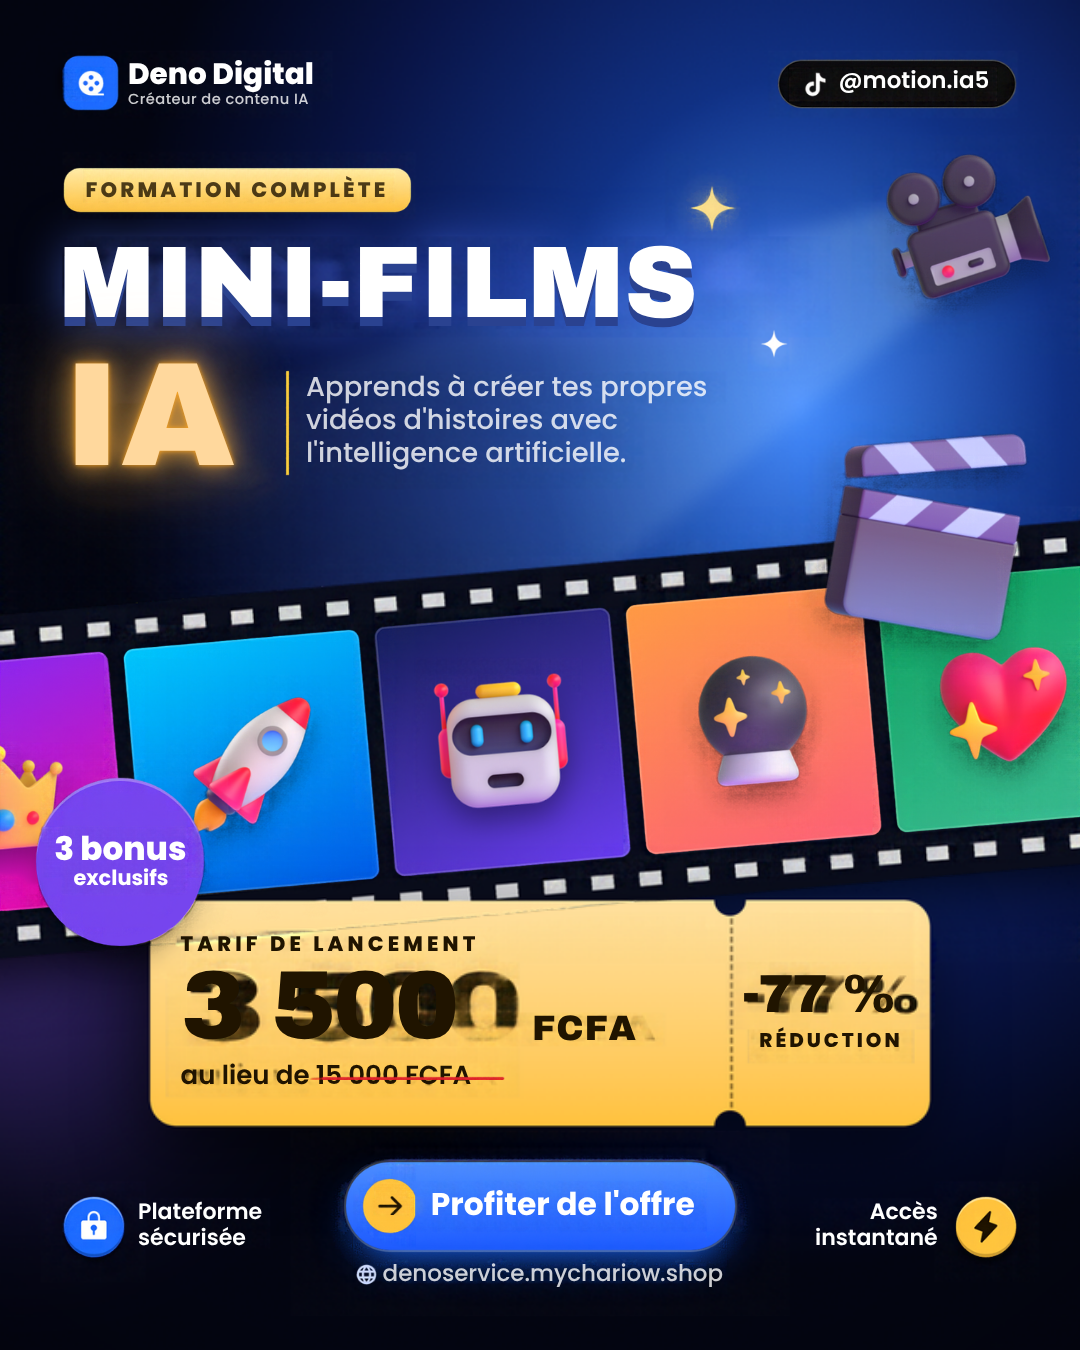 Deno Digital
Créateur de contenu IA
@motion.ia5
FORMATION COMPLÈTE
MINI-FILMS
IA
Apprends à créer tes propres
vidéos d'histoires avec
l'intelligence artificielle.
3 bonus
exclusifs
TARIF DE LANCEMENT
3 500 FCFA
au lieu de 15 000 FCFA
-77 %
RÉDUCTION
Plateforme
sécurisée
Profiter de l'offre
denoservice.mychariow.shop
Accès
instantané